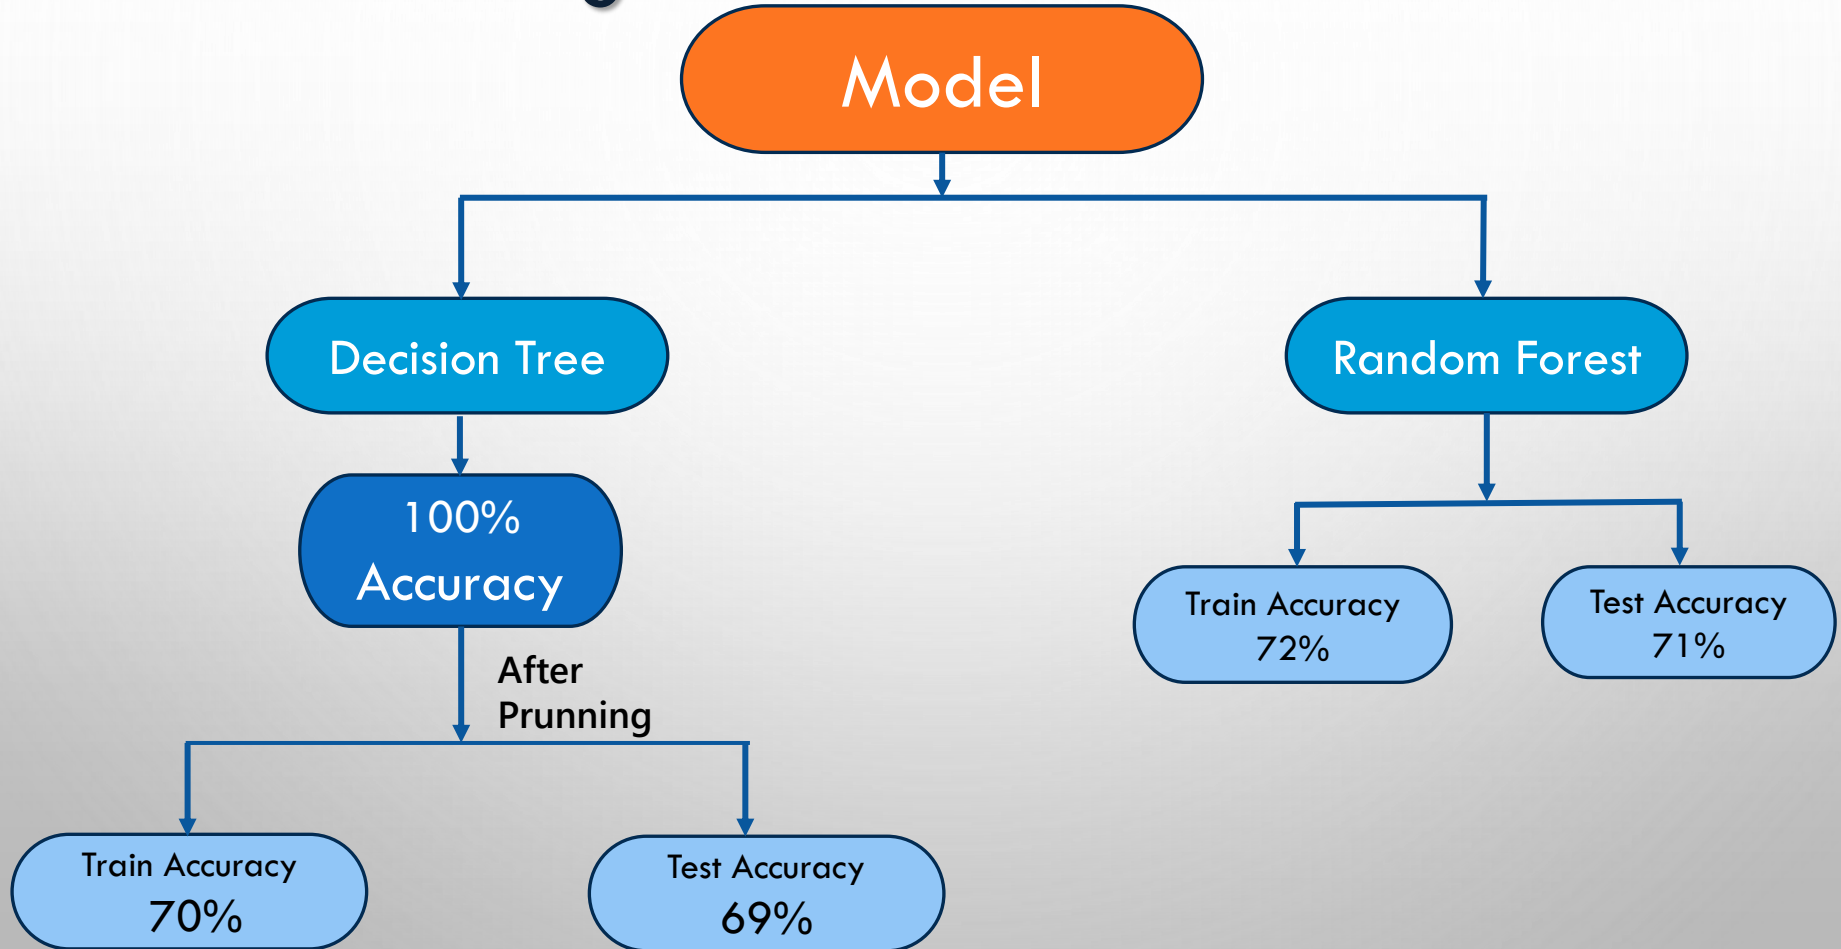 Model
Decision Tree
Random Forest
100%
Accuracy
Train Accuracy
72%
Test Accuracy
71%
After
Prunning
Train Accuracy
70%
Test Accuracy
69%